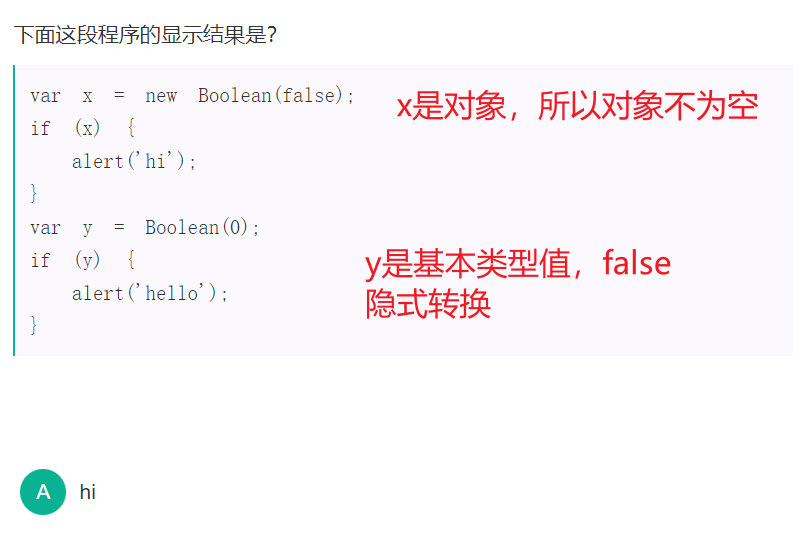 下面这段程序的显示结果是?
var x = new Boolean(false);
x是对象，所以对象不为空
if (x) {
alert('hi');
}
var y = Boolean(0);
if (y) {
y是基本类型值，false
隐式转换
alert('hello');
}
A hi